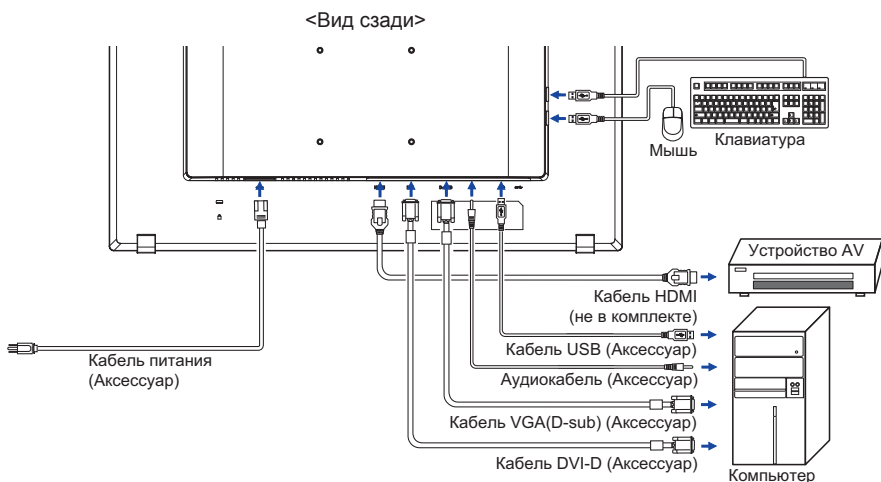 <Вид сзади>
Мышь
Клавиатура
Устройство AV
Кабель HDMI
(не в комплекте)
Кабель USB (Аксессуар)
Кабель питания
(Аксессуар)
Аудиокабель (Аксессуар)
Кабель VGA(D-sub) (Аксессуар)
Кабель DVI-D (Аксессуар)
Компьютер